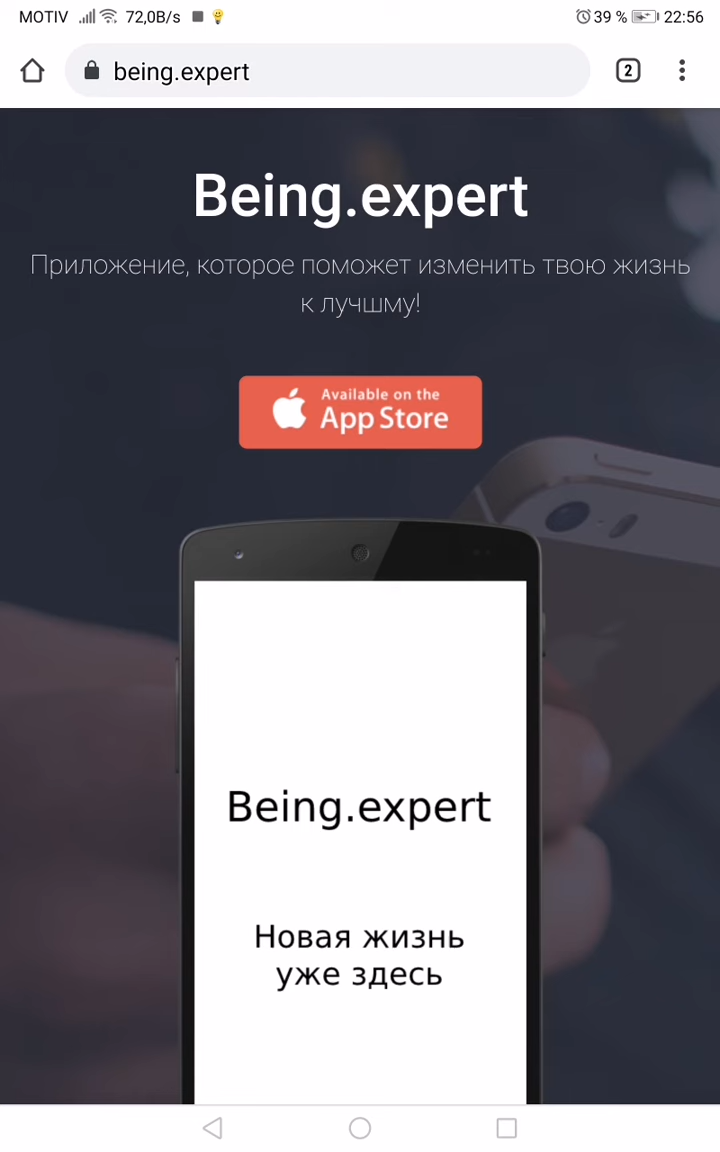 MOTIV 72,0B/s 39 % 22:56
being.expert 2
Being.expert
Приложение, которое поможет изменить твою жизнь
к лучшму!
Available on the
App Store
Being.expert
Новая жизнь
уже здесь